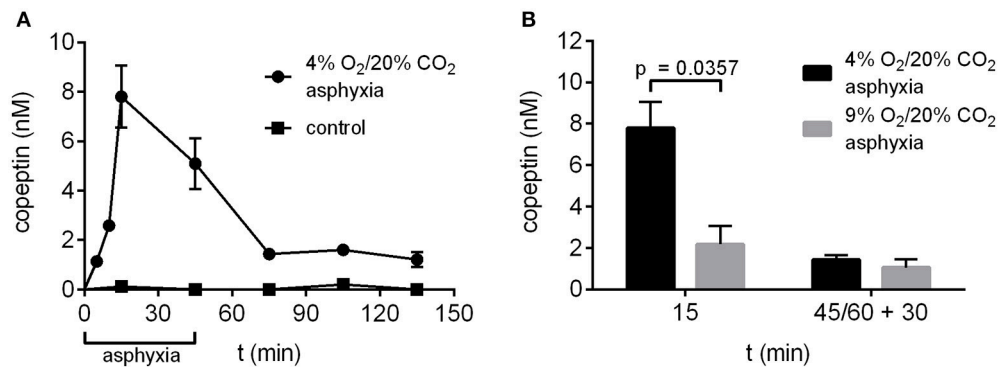 A
10
8
6
4
2
0
copeptin (nM)
4% O₂/20% CO₂
asphyxia
control
0 30 60 90 120 150
asphyxia
t (min)
B
12
10
8
6
4
2
0
copeptin (nM)
p = 0.0357
4% O₂/20% CO₂
asphyxia
9% O₂/20% CO₂
asphyxia
15 45/60 + 30
t (min)